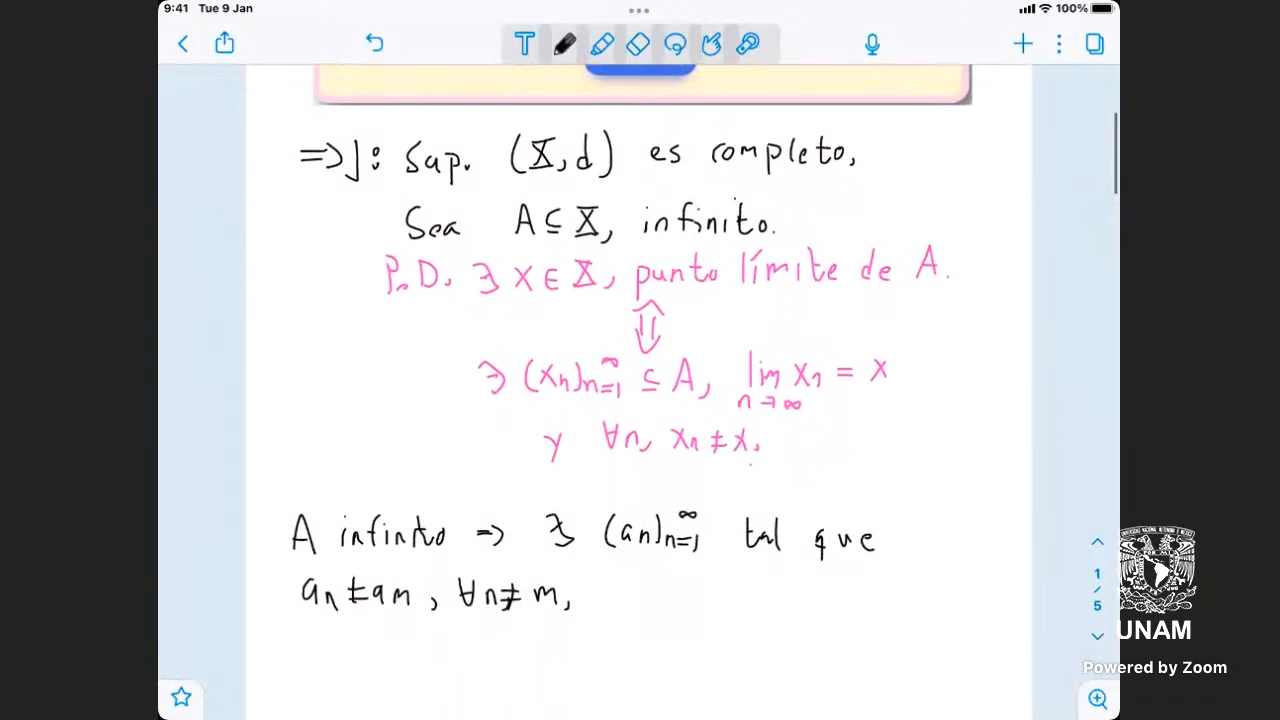 9:41 Tue 9 Jan
100%
T
=>]: Sup. (X,d) es completo,
Sea A⊆X, infinito.
P.D. ∃ x∈X, punto límite de A.
⇕
∃ (xn)n=1^∞ ⊆ A, lim n→∞ xn = x
y ∀n, xn ≠ x.
A infinito => ∃ (an)n=1^∞ tal que
an ≠ am, ∀n≠m,
1
/
5
UNAM
Powered by Zoom